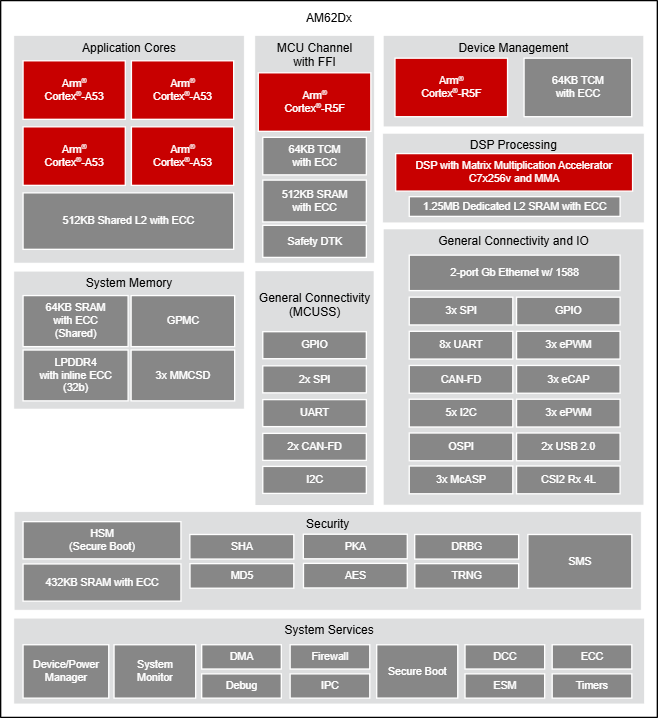 AM62Dx
Application Cores
Arm®
Cortex®-A53
Arm®
Cortex®-A53
Arm®
Cortex®-A53
Arm®
Cortex®-A53
512KB Shared L2 with ECC
MCU Channel
with FFI
Arm®
Cortex®-R5F
64KB TCM
with ECC
512KB SRAM
with ECC
Safety DTK
Device Management
Arm®
Cortex®-R5F
64KB TCM
with ECC
DSP Processing
DSP with Matrix Multiplication Accelerator
C7x256v and MMA
1.25MB Dedicated L2 SRAM with ECC
System Memory
64KB SRAM
with ECC
(Shared)
GPMC
LPDDR4
with inline ECC
(32b)
3x MMCSD
General Connectivity
(MCUSS)
GPIO
2x SPI
UART
2x CAN-FD
I2C
General Connectivity and IO
2-port Gb Ethernet w/ 1588
3x SPI
GPIO
8x UART
3x ePWM
CAN-FD
3x eCAP
5x I2C
3x ePWM
OSPI
2x USB 2.0
3x McASP
CSI2 Rx 4L
Security
HSM
(Secure Boot)
432KB SRAM with ECC
SHA
PKA
DRBG
MD5
AES
TRNG
SMS
System Services
Device/Power
Manager
System
Monitor
DMA
Debug
Firewall
IPC
Secure Boot
DCC
ESM
ECC
Timers